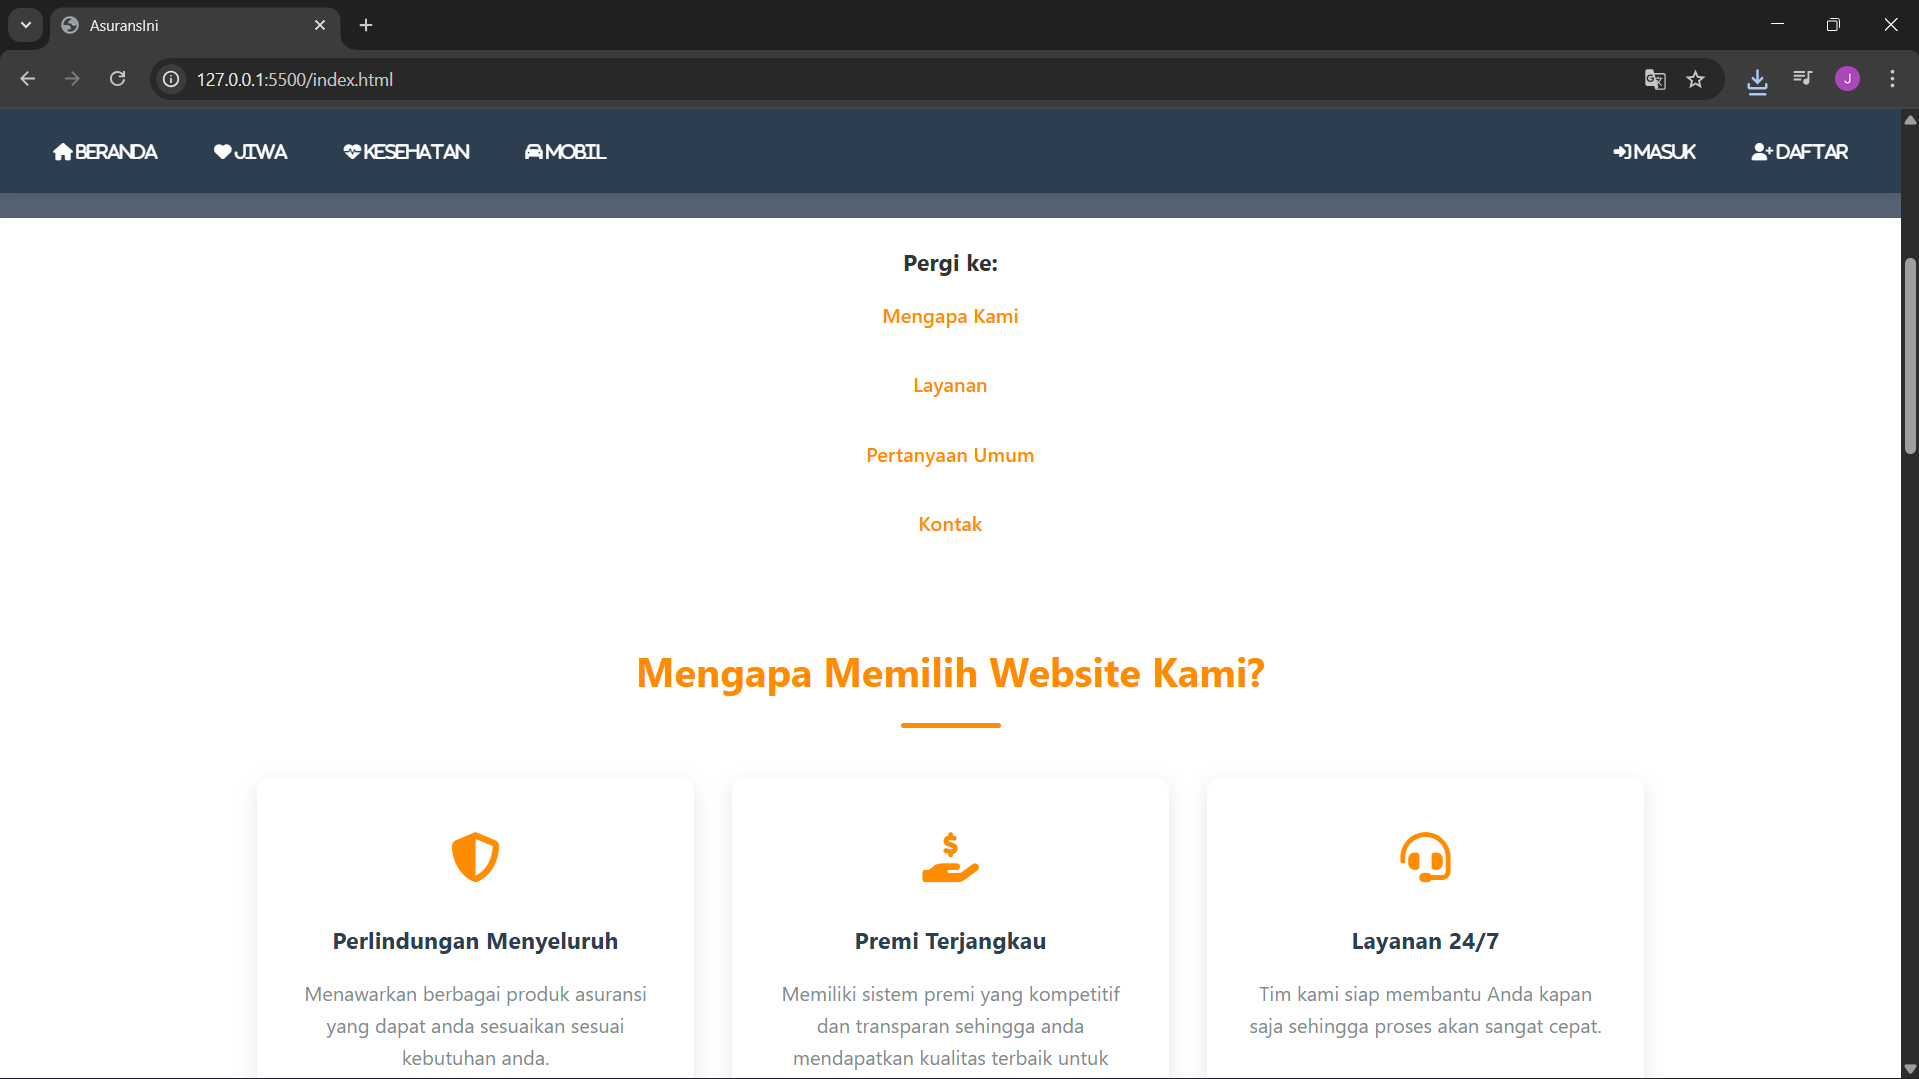 AsuransIni
127.0.0.1:5500/index.html
J
BERANDA JIWA KESEHATAN MOBIL MASUK DAFTAR
Pergi ke:
Mengapa Kami
Layanan
Pertanyaan Umum
Kontak
Mengapa Memilih Website Kami?
Perlindungan Menyeluruh
Menawarkan berbagai produk asuransi
yang dapat anda sesuaikan sesuai
kebutuhan anda.
Premi Terjangkau
Memiliki sistem premi yang kompetitif
dan transparan sehingga anda
mendapatkan kualitas terbaik untuk
Layanan 24/7
Tim kami siap membantu Anda kapan
saja sehingga proses akan sangat cepat.